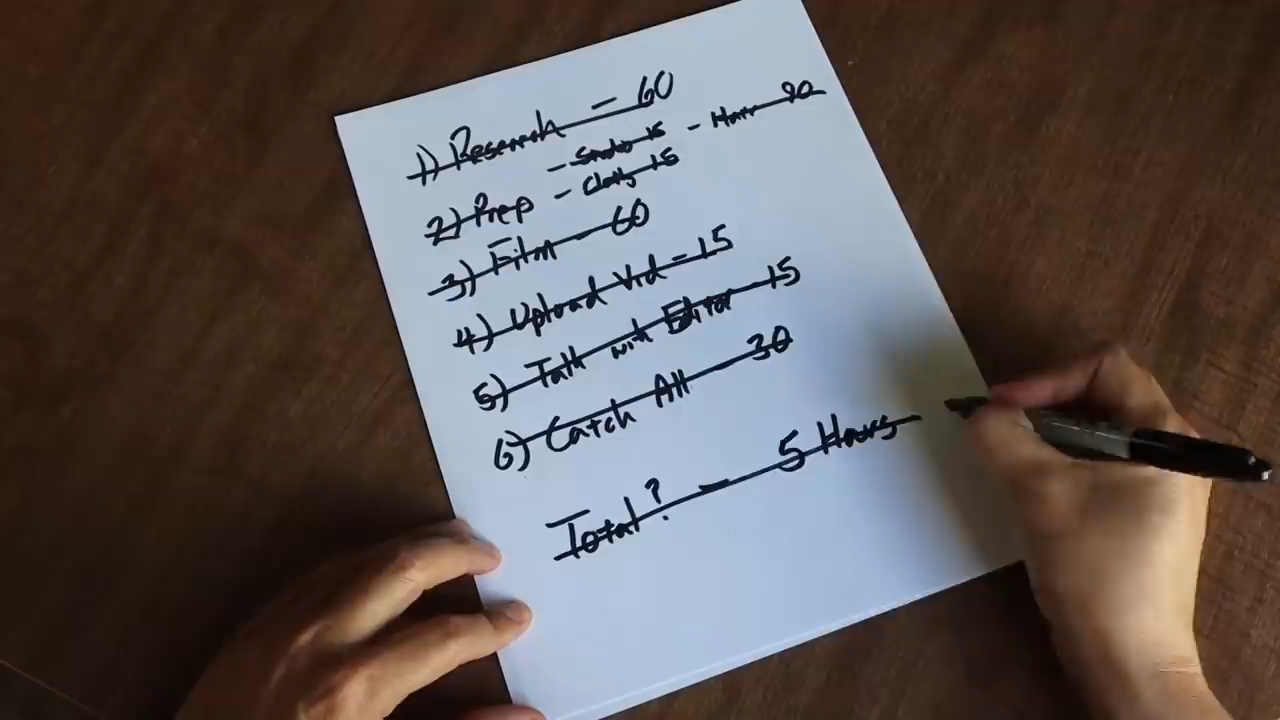 1) Research - 60
2) Prep - Studio 15 - Hair 90
- Cloths 15
3) Film - 60
4) Upload Vid - 15
5) Talk with Editor - 15
6) Catch All - 30
Total? - 5 Hours